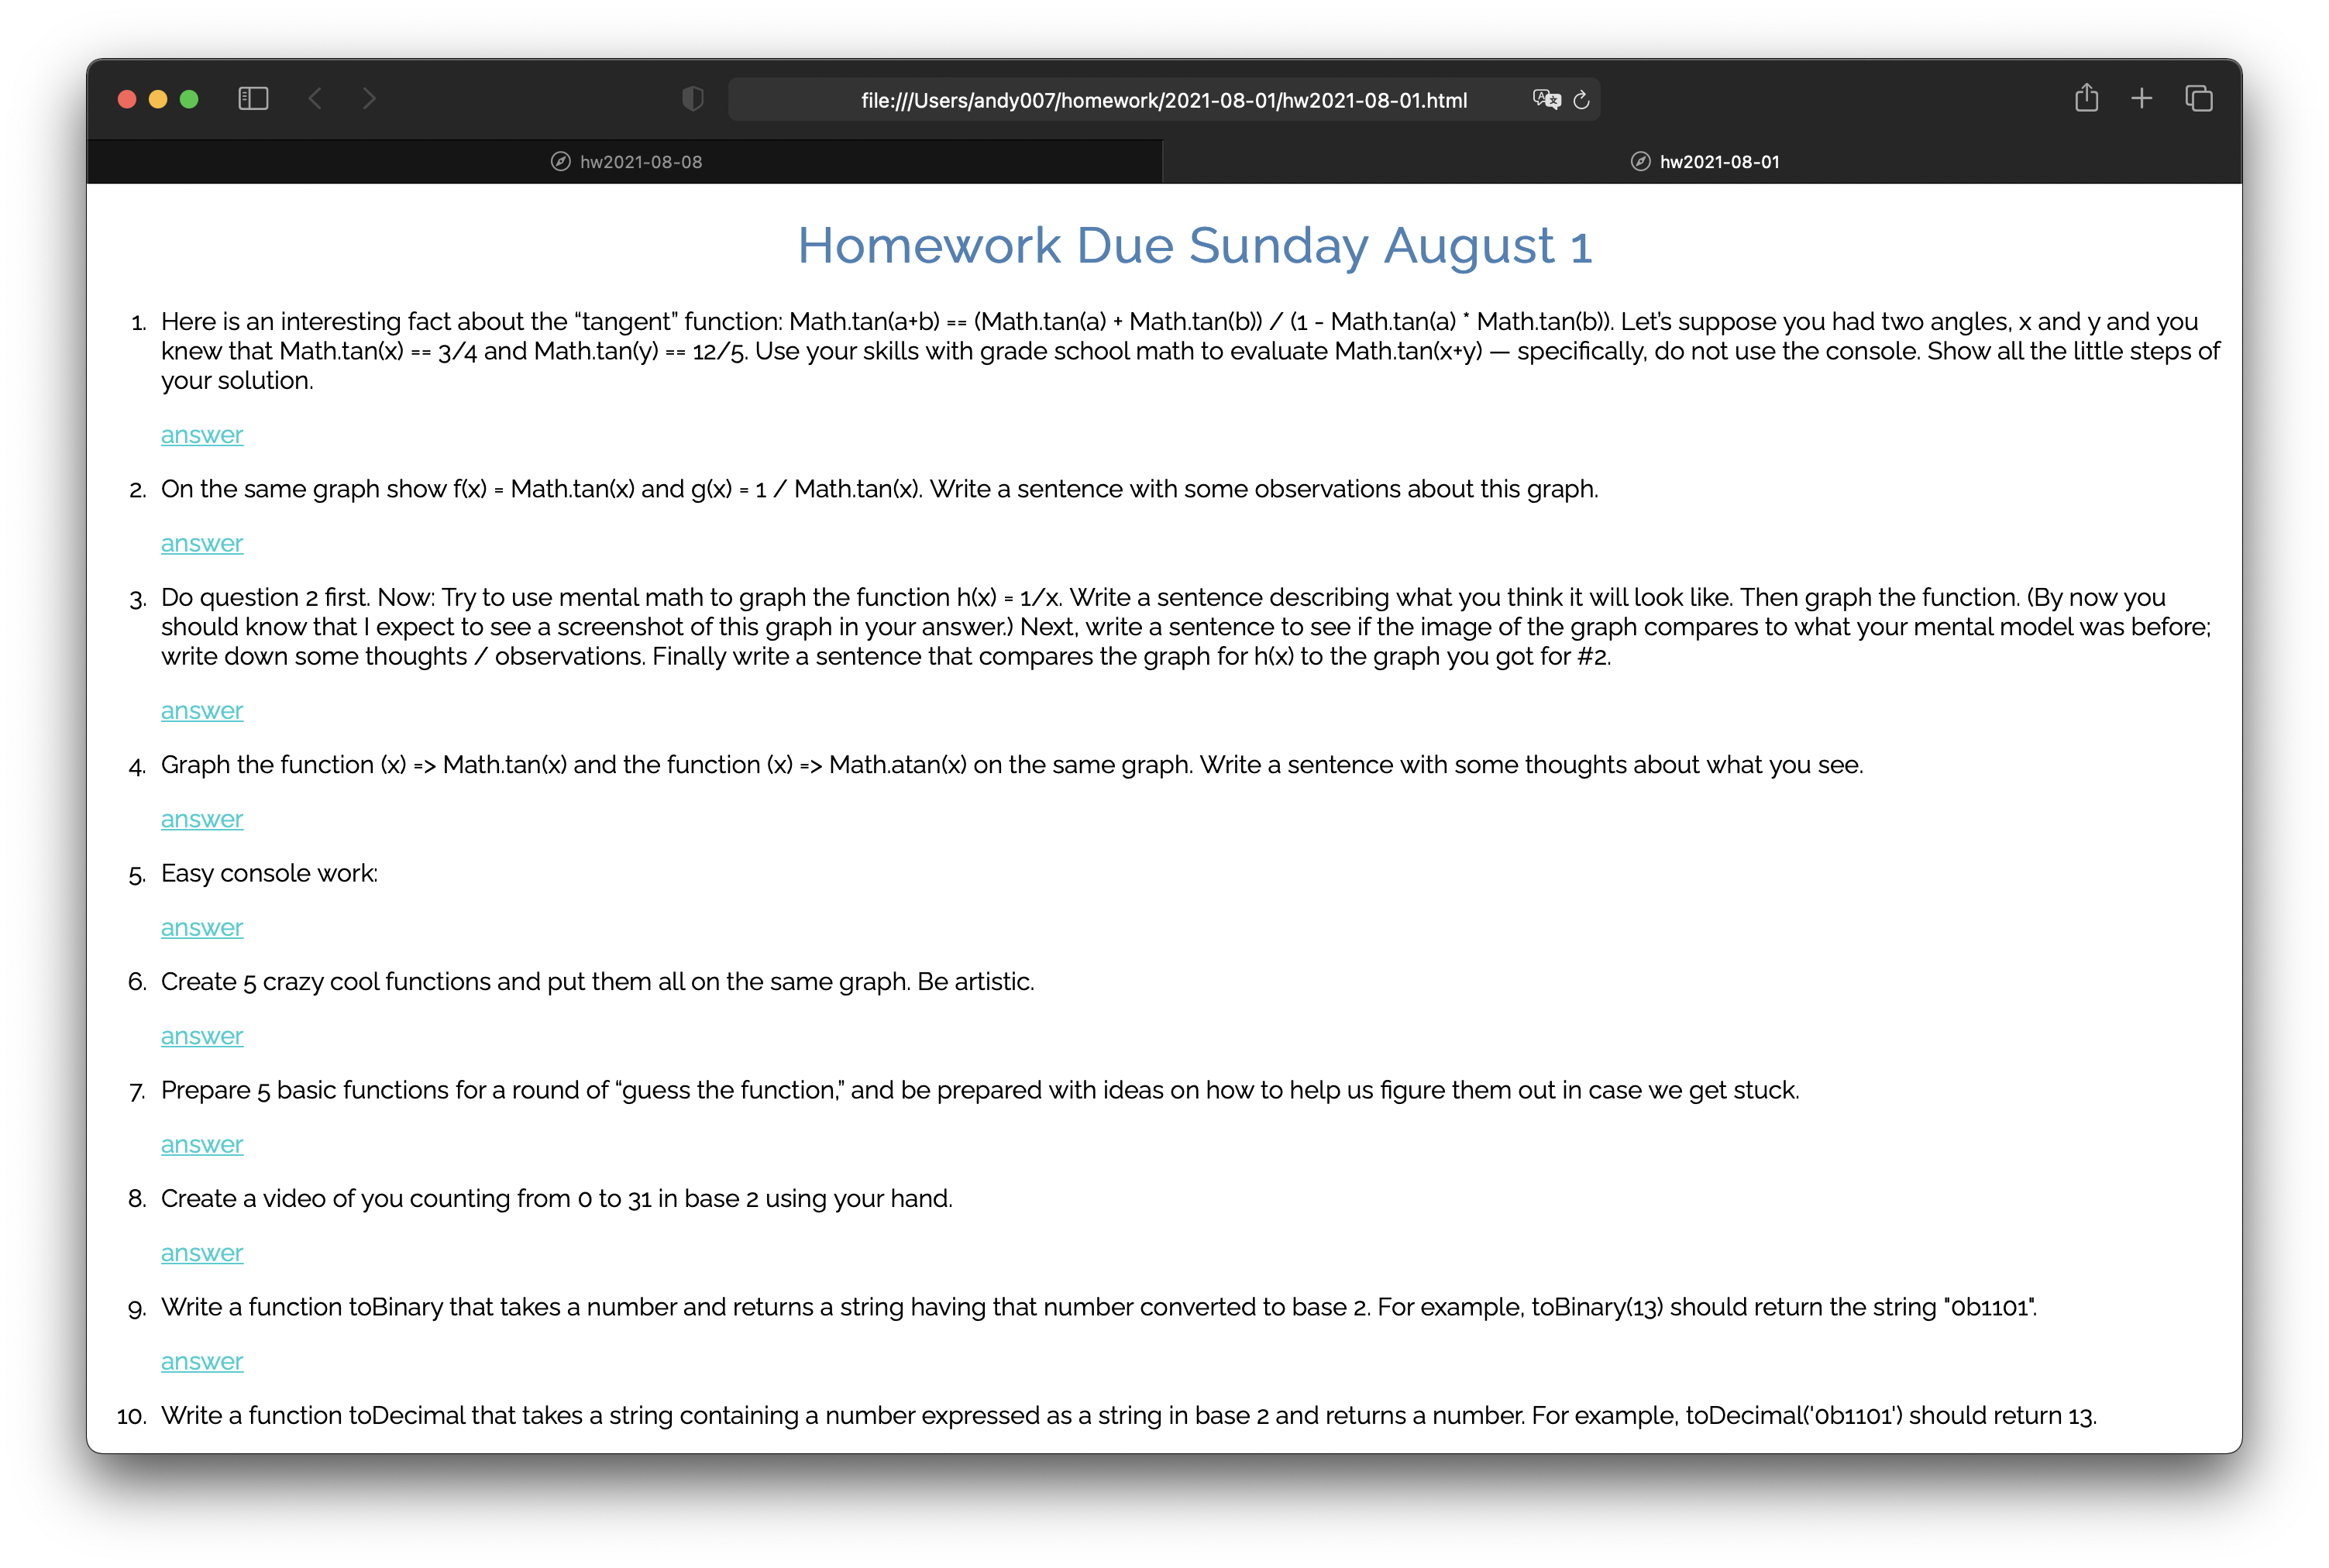 file:///Users/andy007/homework/2021-08-01/hw2021-08-01.html
hw2021-08-08
hw2021-08-01
Homework Due Sunday August 1
1. Here is an interesting fact about the “tangent” function: Math.tan(a+b) == (Math.tan(a) + Math.tan(b)) / (1 - Math.tan(a) * Math.tan(b)). Let’s suppose you had two angles, x and y and you
knew that Math.tan(x) == 3/4 and Math.tan(y) == 12/5. Use your skills with grade school math to evaluate Math.tan(x+y) — specifically, do not use the console. Show all the little steps of
your solution.
answer
2. On the same graph show f(x) = Math.tan(x) and g(x) = 1 / Math.tan(x). Write a sentence with some observations about this graph.
answer
3. Do question 2 first. Now: Try to use mental math to graph the function h(x) = 1/x. Write a sentence describing what you think it will look like. Then graph the function. (By now you
should know that I expect to see a screenshot of this graph in your answer.) Next, write a sentence to see if the image of the graph compares to what your mental model was before;
write down some thoughts / observations. Finally write a sentence that compares the graph for h(x) to the graph you got for #2.
answer
4. Graph the function (x) => Math.tan(x) and the function (x) => Math.atan(x) on the same graph. Write a sentence with some thoughts about what you see.
answer
5. Easy console work:
answer
6. Create 5 crazy cool functions and put them all on the same graph. Be artistic.
answer
7. Prepare 5 basic functions for a round of “guess the function,” and be prepared with ideas on how to help us figure them out in case we get stuck.
answer
8. Create a video of you counting from 0 to 31 in base 2 using your hand.
answer
9. Write a function toBinary that takes a number and returns a string having that number converted to base 2. For example, toBinary(13) should return the string "0b1101".
answer
10. Write a function toDecimal that takes a string containing a number expressed as a string in base 2 and returns a number. For example, toDecimal('0b1101') should return 13.